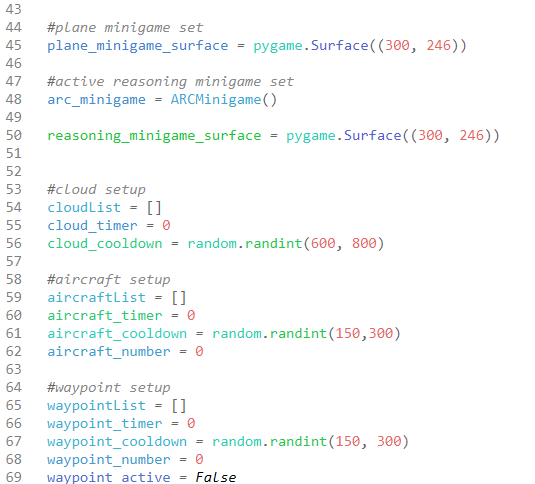 43
44 #plane minigame set
45 plane_minigame_surface = pygame.Surface((300, 246))
46
47 #active reasoning minigame set
48 arc_minigame = ARCMinigame()
49
50 reasoning_minigame_surface = pygame.Surface((300, 246))
51
52
53 #cloud setup
54 cloudList = []
55 cloud_timer = 0
56 cloud_cooldown = random.randint(600, 800)
57
58 #aircraft setup
59 aircraftList = []
60 aircraft_timer = 0
61 aircraft_cooldown = random.randint(150,300)
62 aircraft_number = 0
63
64 #waypoint setup
65 waypointList = []
66 waypoint_timer = 0
67 waypoint_cooldown = random.randint(150, 300)
68 waypoint_number = 0
69 waypoint_active = False